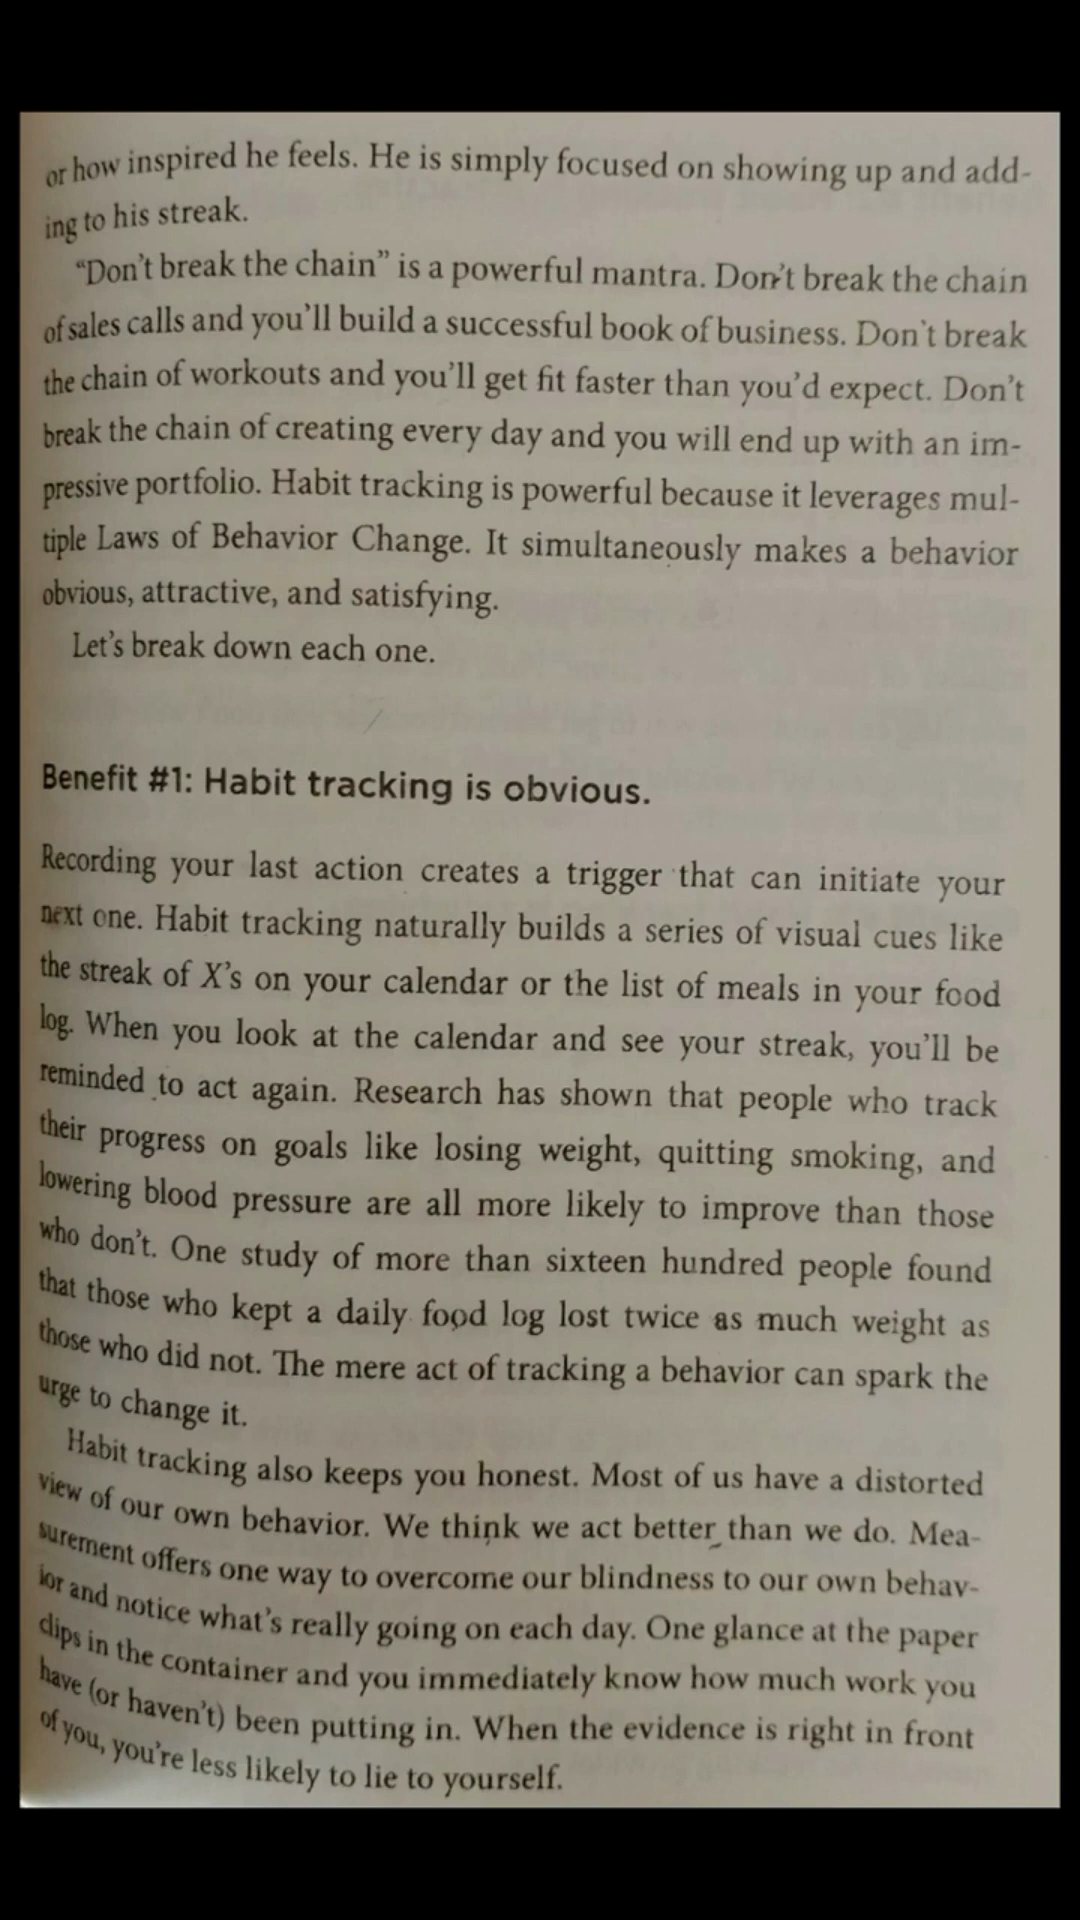 or how inspired he feels. He is simply focused on showing up and add-
ing to his streak.
“Don’t break the chain” is a powerful mantra. Don’t break the chain
of sales calls and you’ll build a successful book of business. Don’t break
the chain of workouts and you’ll get fit faster than you’d expect. Don’t
break the chain of creating every day and you will end up with an im-
pressive portfolio. Habit tracking is powerful because it leverages mul-
tiple Laws of Behavior Change. It simultaneously makes a behavior
obvious, attractive, and satisfying.
Let’s break down each one.
Benefit #1: Habit tracking is obvious.
Recording your last action creates a trigger that can initiate your
next one. Habit tracking naturally builds a series of visual cues like
the streak of X’s on your calendar or the list of meals in your food
log. When you look at the calendar and see your streak, you’ll be
reminded to act again. Research has shown that people who track
their progress on goals like losing weight, quitting smoking, and
lowering blood pressure are all more likely to improve than those
who don’t. One study of more than sixteen hundred people found
that those who kept a daily food log lost twice as much weight as
those who did not. The mere act of tracking a behavior can spark the
urge to change it.
Habit tracking also keeps you honest. Most of us have a distorted
view of our own behavior. We think we act better than we do. Mea-
surement offers one way to overcome our blindness to our own behav-
ior and notice what’s really going on each day. One glance at the paper
clips in the container and you immediately know how much work you
have (or haven’t) been putting in. When the evidence is right in front
of you, you’re less likely to lie to yourself.